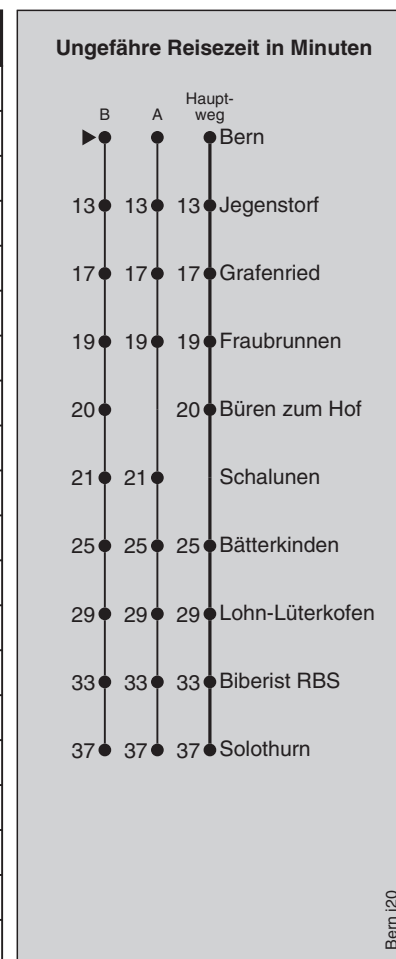 Ungefähre Reisezeit in Minuten
B A Haupt-
weg
Bern
13 13 13 Jegenstorf
17 17 17 Grafenried
19 19 19 Fraubrunnen
20 20 Büren zum Hof
21 21 Schalunen
25 25 25 Bätterkinden
29 29 29 Lohn-Lüterkofen
33 33 33 Biberist RBS
37 37 37 Solothurn
Bern j20